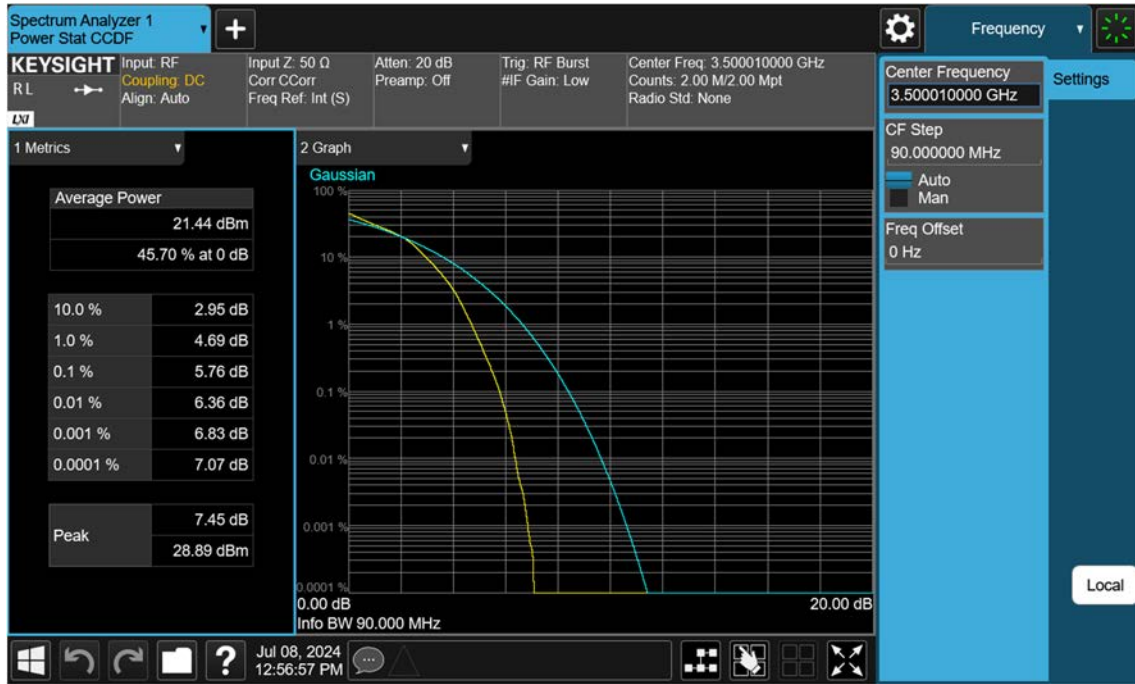 Spectrum Analyzer 1
Power Stat CCDF
Frequency
KEYSIGHT
R L
LXI
Input: RF
Coupling: DC
Align: Auto
Input Z: 50 Ω
Corr CCorr
Freq Ref: Int (S)
Atten: 20 dB
Preamp: Off
Trig: RF Burst
#IF Gain: Low
Center Freq: 3.500010000 GHz
Counts: 2.00 M/2.00 Mpt
Radio Std: None
Center Frequency
3.500010000 GHz
Settings
CF Step
90.000000 MHz
Auto
Man
Freq Offset
0 Hz
1 Metrics
Average Power
21.44 dBm
45.70 % at 0 dB
10.0 % 2.95 dB
1.0 % 4.69 dB
0.1 % 5.76 dB
0.01 % 6.36 dB
0.001 % 6.83 dB
0.0001 % 7.07 dB
Peak
7.45 dB
28.89 dBm
2 Graph
Gaussian
100 %
10 %
1 %
0.1 %
0.01 %
0.001 %
0.0001 %
0.00 dB 20.00 dB
Info BW 90.000 MHz
Local
?
Jul 08, 2024
12:56:57 PM